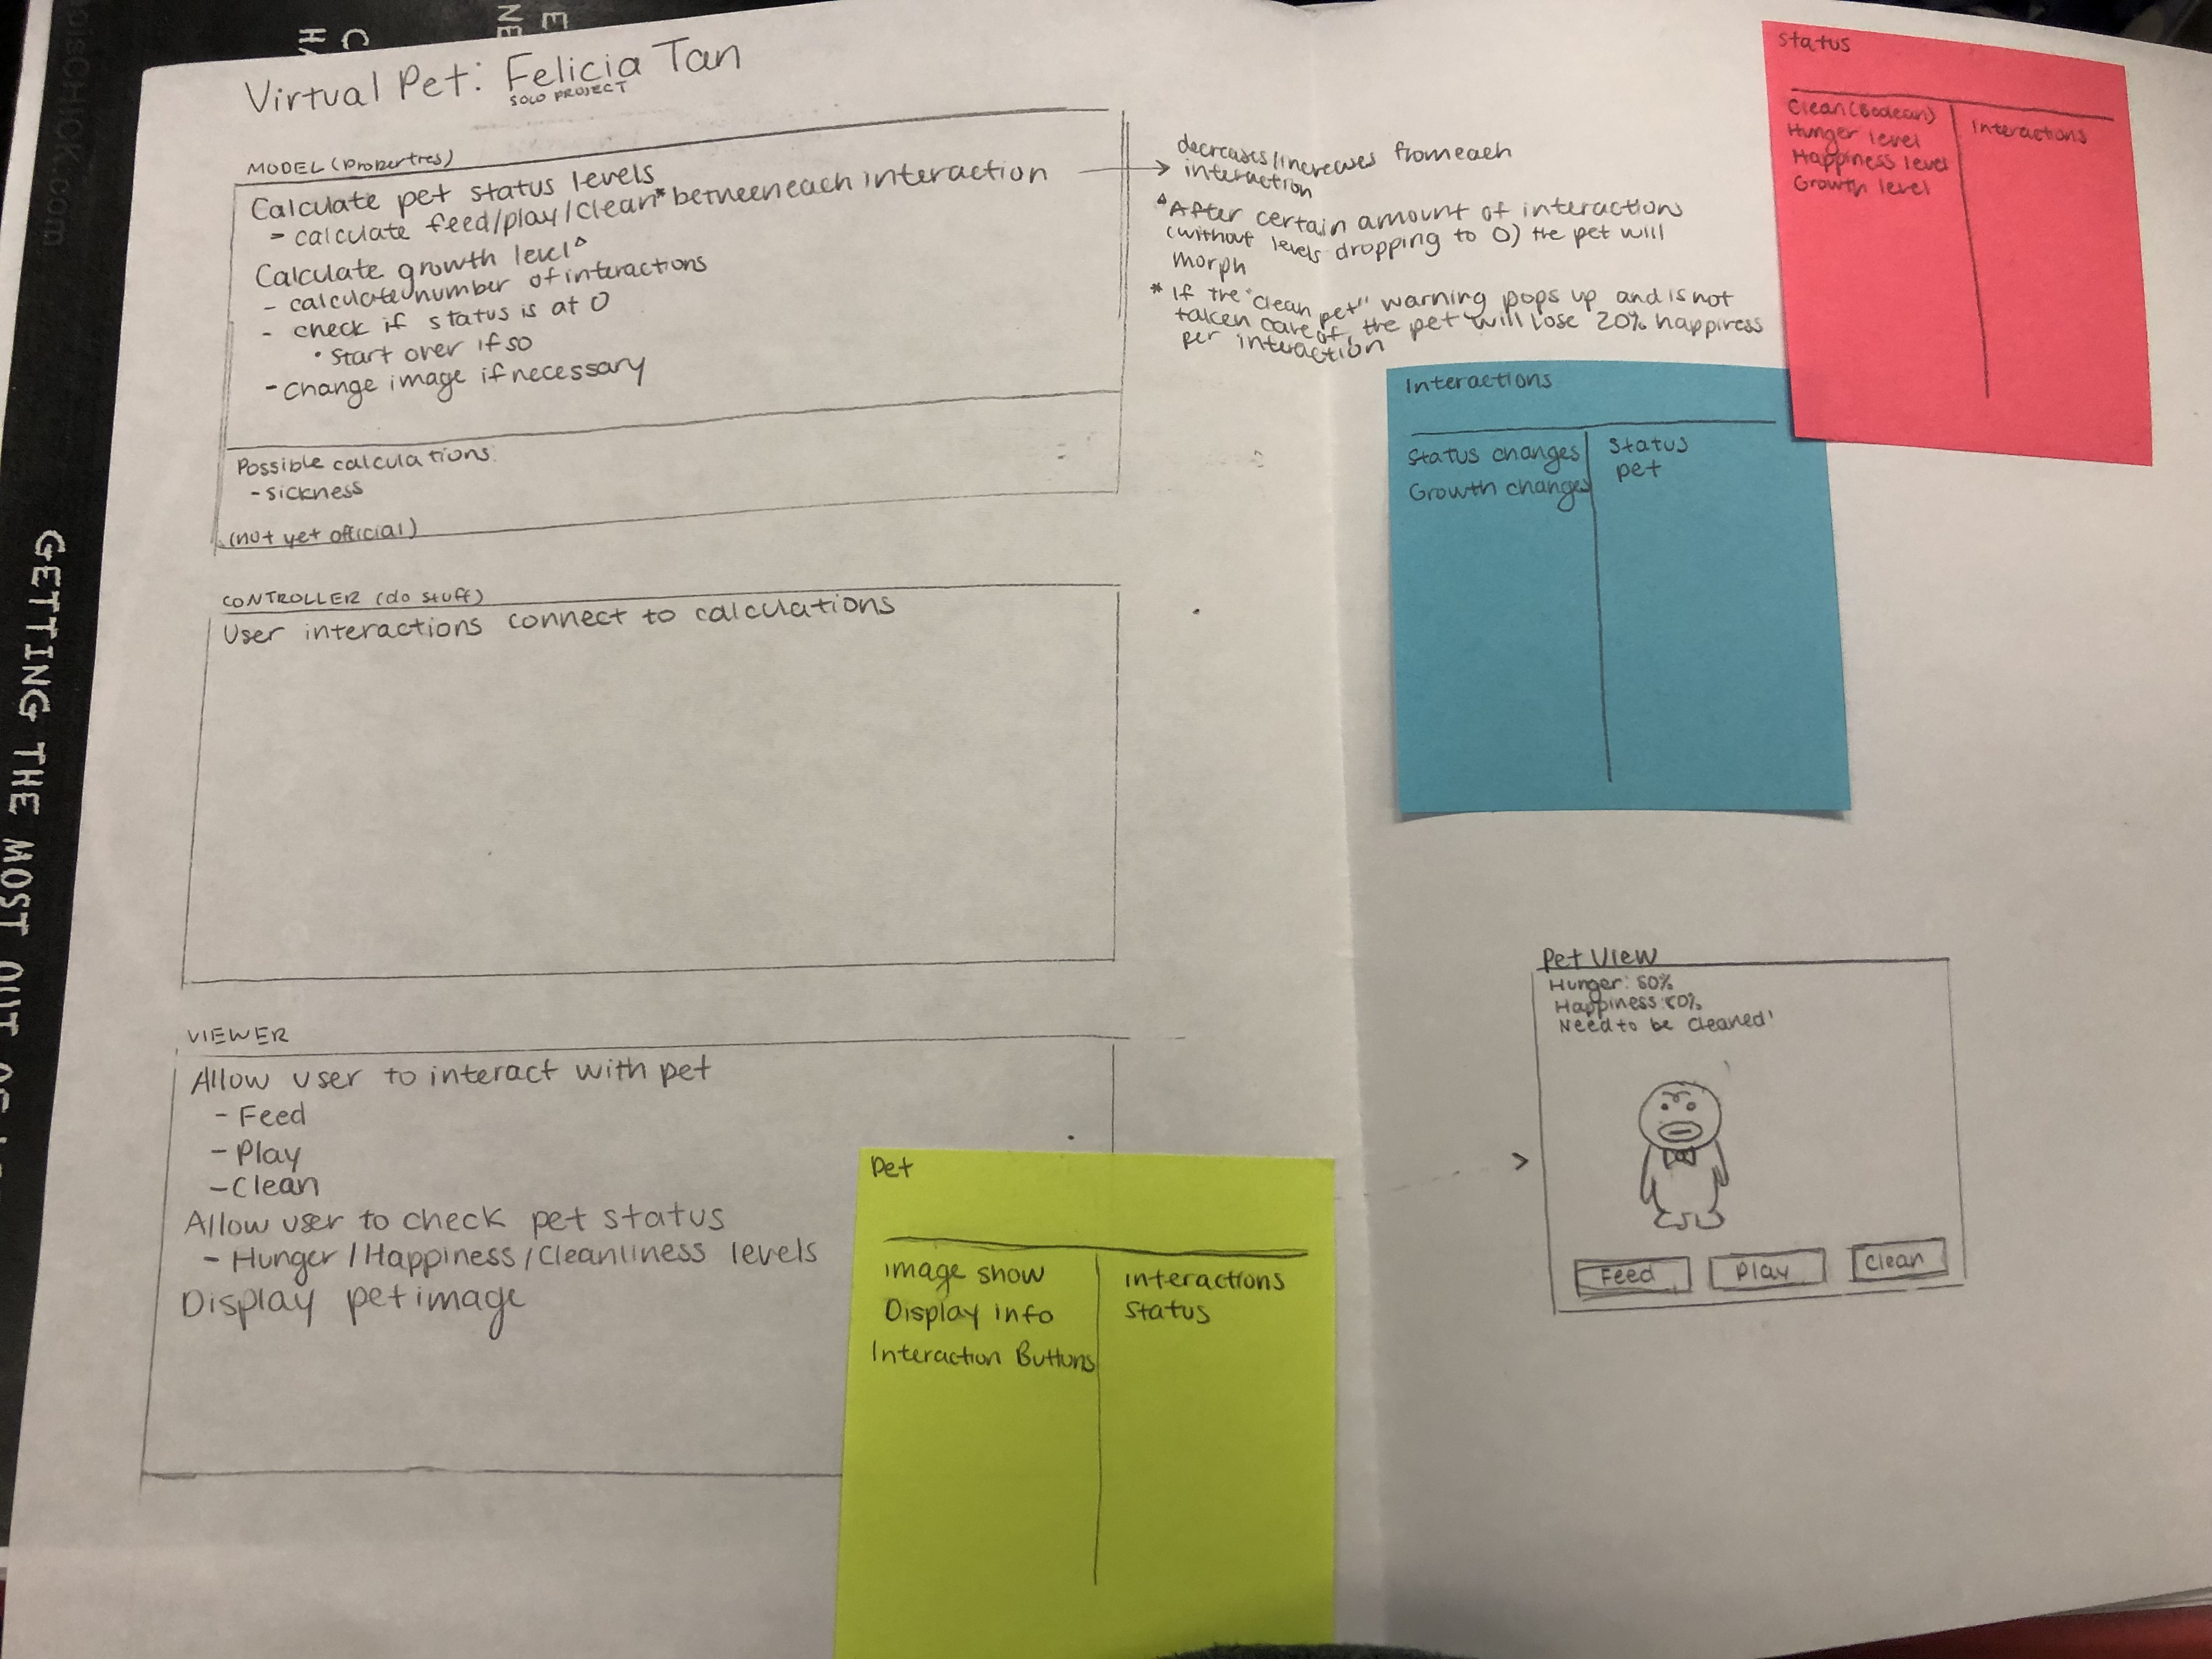 Virtual Pet: Felicia Tan
SOLO PROJECT
MODEL (Properties)
Calculate pet status levels
- calculate feed/play/clean* between each interaction
Calculate growth level△
- calculate number of interactions
- check if status is at 0
• start over if so
- change image if necessary
Possible calculations:
- sickness
(not yet official)
→ decreases/increases from each
interaction
△After certain amount of interactions
(without levels dropping to 0) the pet will
morph
* If the "clean pet" warning pops up and is not
taken care of, the pet will lose 20% happiness
per interaction
CONTROLLER (do stuff)
User interactions connect to calculations
VIEWER
Allow user to interact with pet
- Feed
- Play
- Clean
Allow user to check pet status
- Hunger/Happiness/Cleanliness levels
Display pet image
Pet
Image show
Display info
Interaction Buttons
Interactions
Status
Interactions
Status changes
Growth changes
Status
Pet
Status
Clean (Boolean)
Hunger level
Happiness level
Growth level
Interactions
Pet View
Hunger: 50%
Happiness: 80%
Need to be cleaned!
Feed
Play
Clean
GETTING THE MOST OUT OF